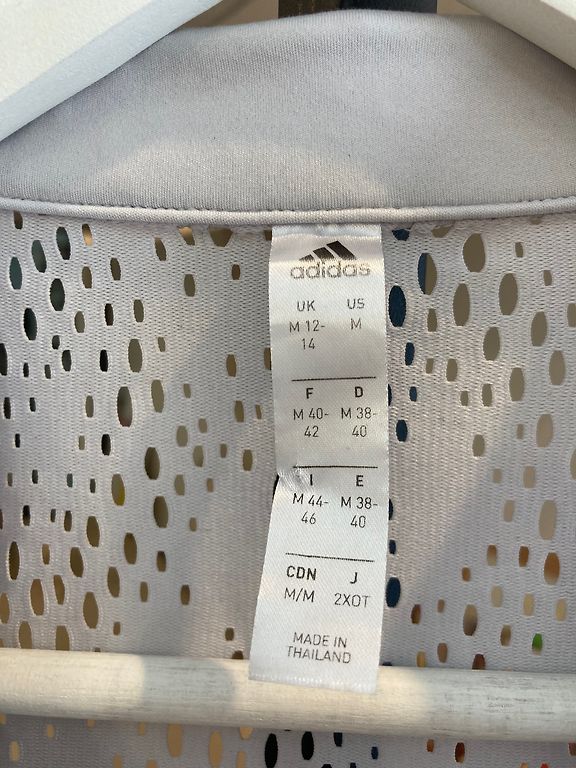 adidas
UK US
M 12- M
14
F D
M 40- M 38-
42 40
I E
M 44- M 38-
46 40
CDN J
M/M 2XOT
MADE IN
THAILAND